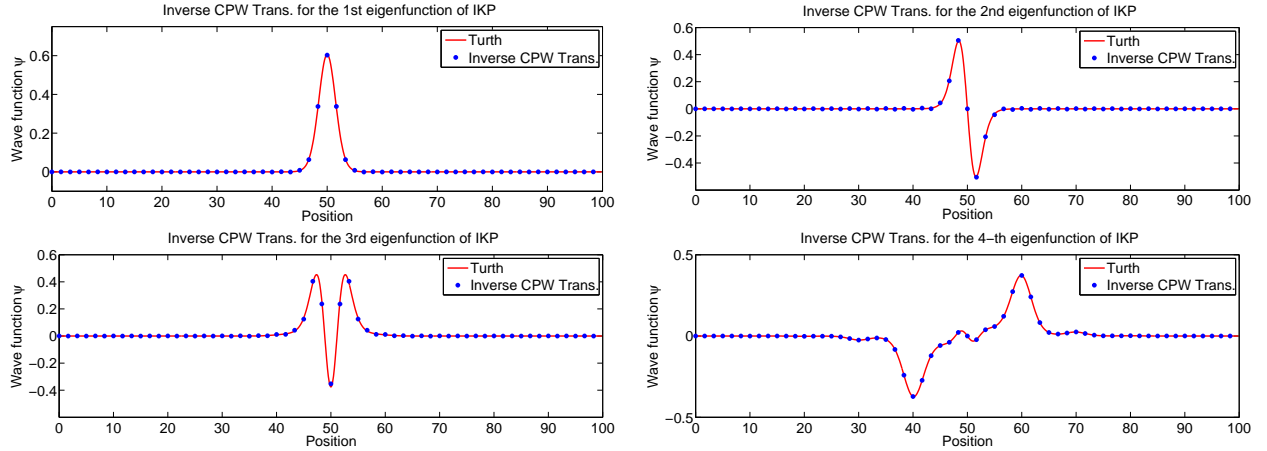 Inverse CPW Trans. for the 1st eigenfunction of IKP
Wave function ψ
0.6
0.4
0.2
0
Turth
Inverse CPW Trans.
0 10 20 30 40 50 60 70 80 90 100
Position
Inverse CPW Trans. for the 2nd eigenfunction of IKP
Wave function ψ
0.6
0.4
0.2
0
−0.2
−0.4
Turth
Inverse CPW Trans.
0 10 20 30 40 50 60 70 80 90 100
Position
Inverse CPW Trans. for the 3rd eigenfunction of IKP
Wave function ψ
0.6
0.4
0.2
0
−0.2
−0.4
Turth
Inverse CPW Trans.
0 10 20 30 40 50 60 70 80 90 100
Position
Inverse CPW Trans. for the 4−th eigenfunction of IKP
Wave function ψ
0.5
0
−0.5
Turth
Inverse CPW Trans.
0 10 20 30 40 50 60 70 80 90 100
Position